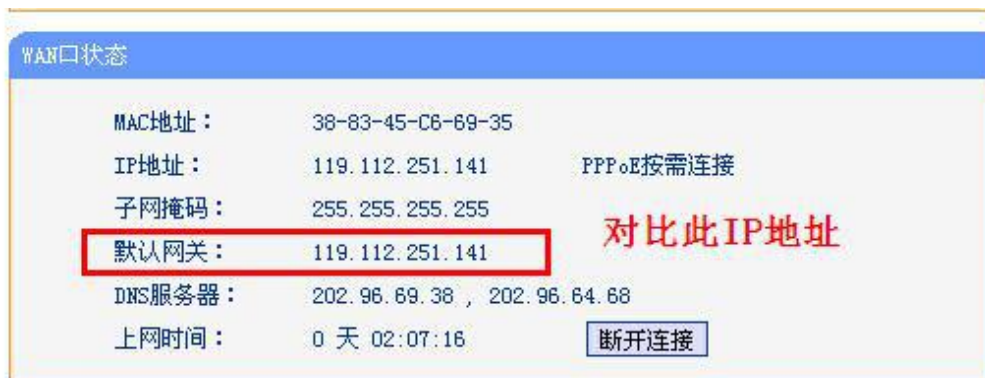 WAN口状态
MAC地址： 38-83-45-C6-69-35
IP地址： 119.112.251.141 PPPoE按需连接
子网掩码： 255.255.255.255
对比此IP地址
默认网关： 119.112.251.141
DNS服务器： 202.96.69.38 , 202.96.64.68
上网时间： 0 天 02:07:16 断开连接